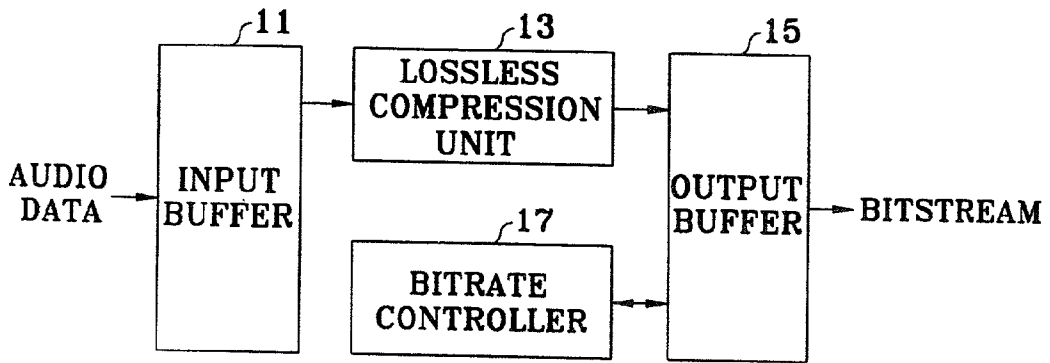 11
13
15
LOSSLESS
COMPRESSION
UNIT
AUDIO
DATA
INPUT
BUFFER
OUTPUT
BUFFER
BITSTREAM
17
BITRATE
CONTROLLER